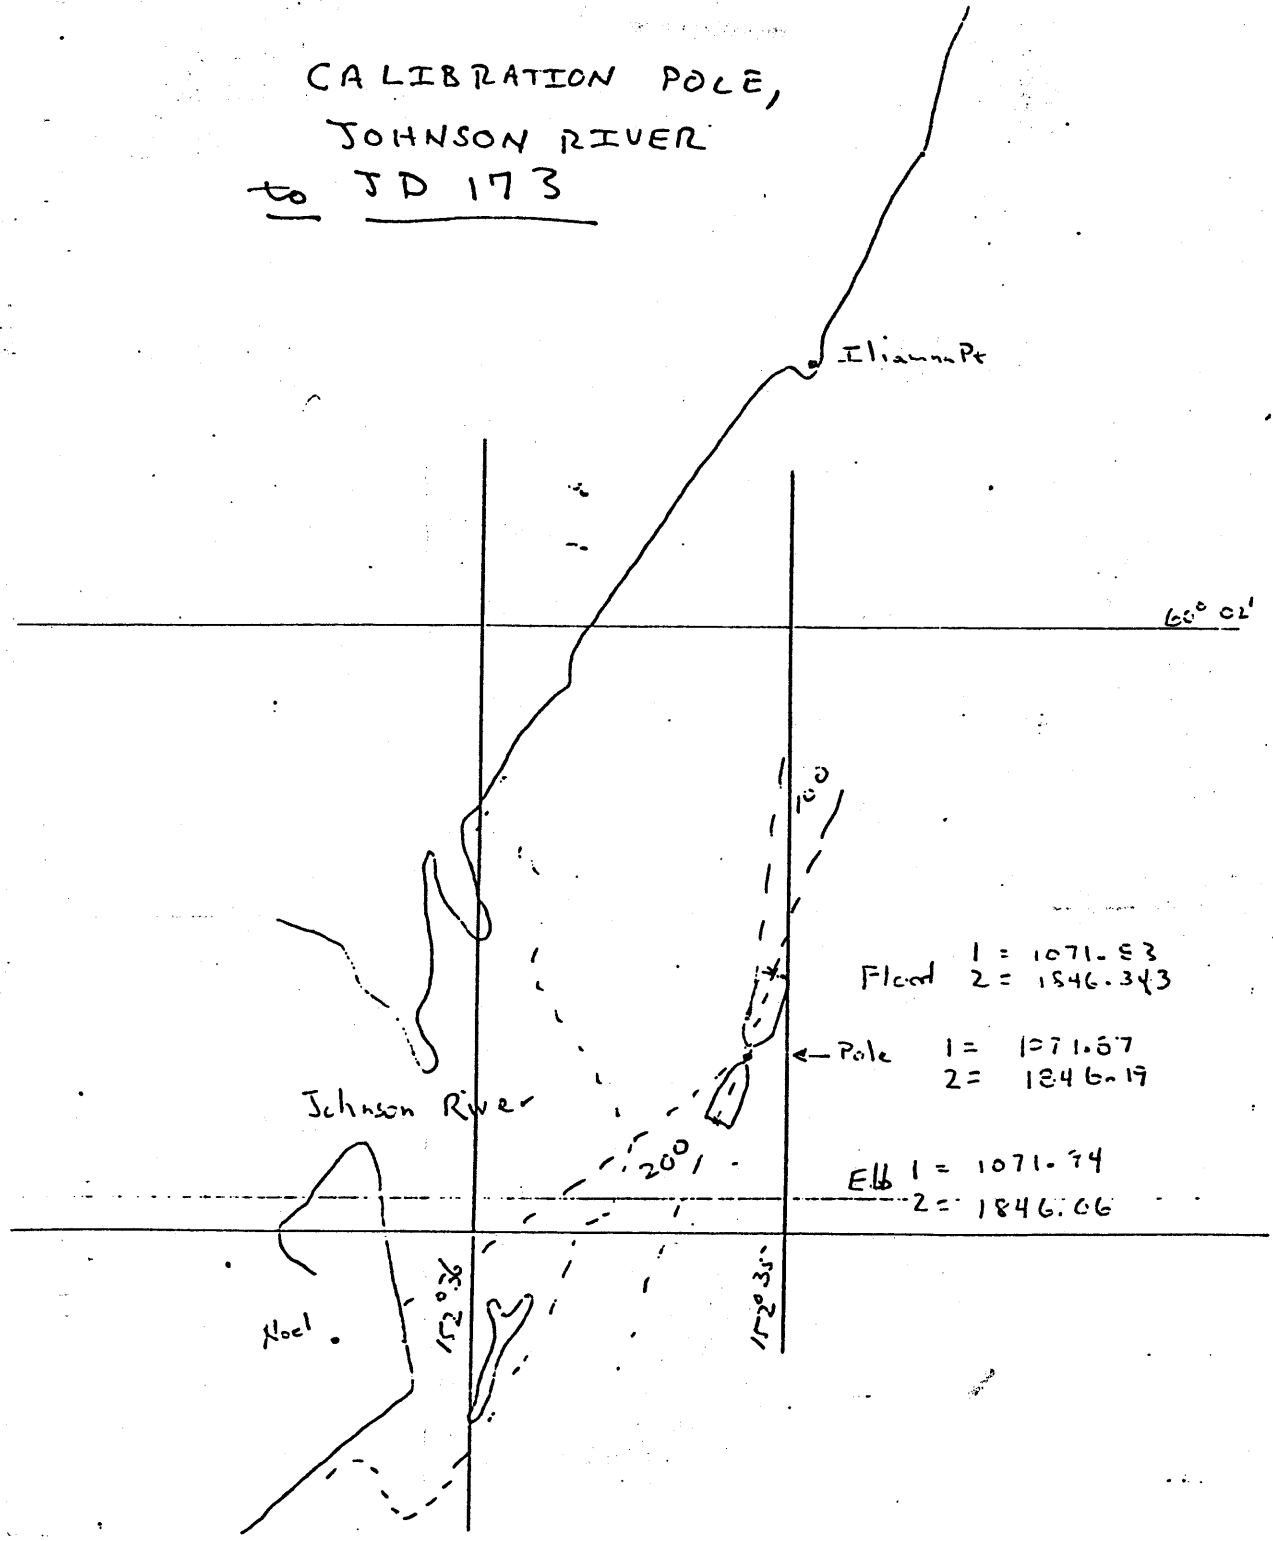 CALIBRATION POLE,
JOHNSON RIVER
to JD 173
Iliamna Pt
60° 02'
10°
Flood 1 = 1071.83
2 = 1846.343
← Pole 1 = 1071.87
2 = 1846.19
Johnson River
20°
Ebb 1 = 1071.94
2 = 1846.06
152° 36
152° 35
Noel